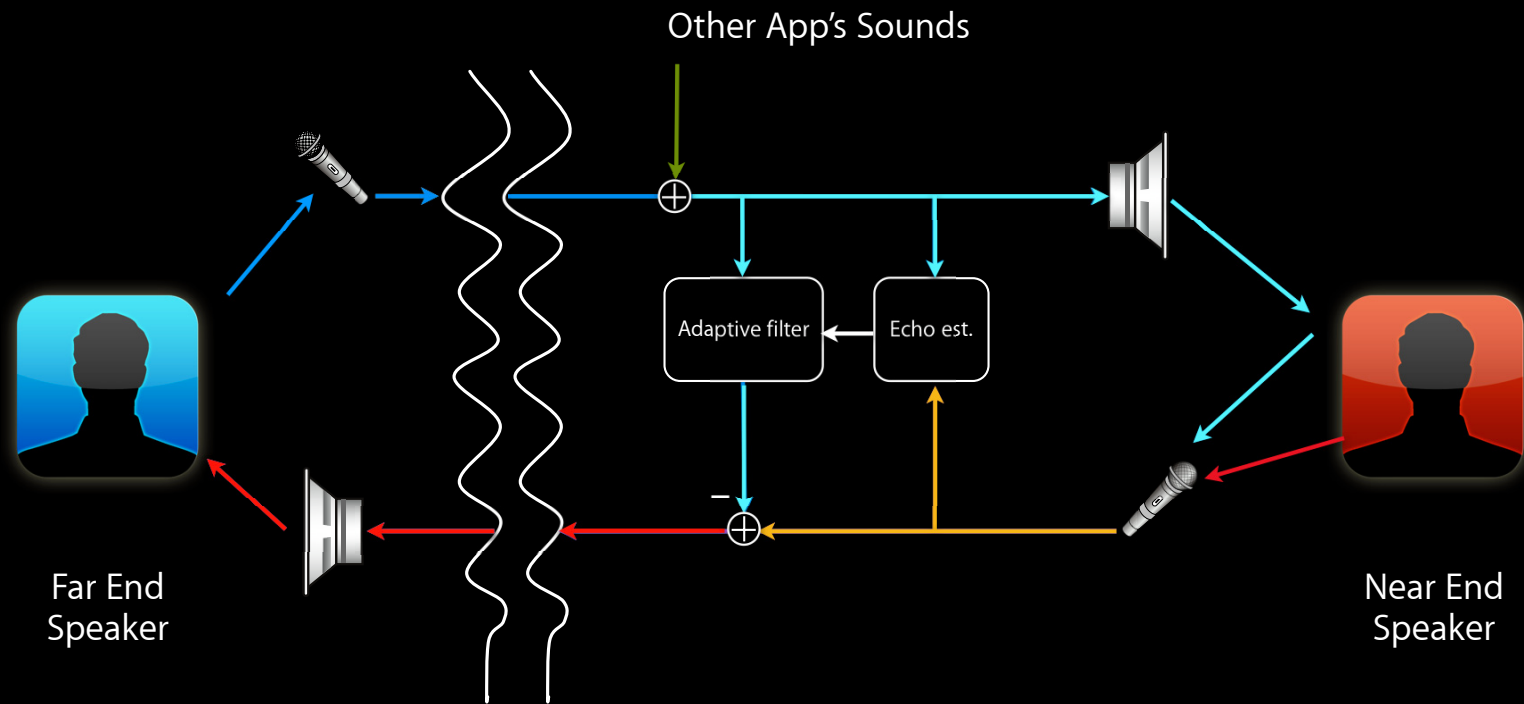 Other App's Sounds
Adaptive filter
Echo est.
–
Far End
Speaker
Near End
Speaker